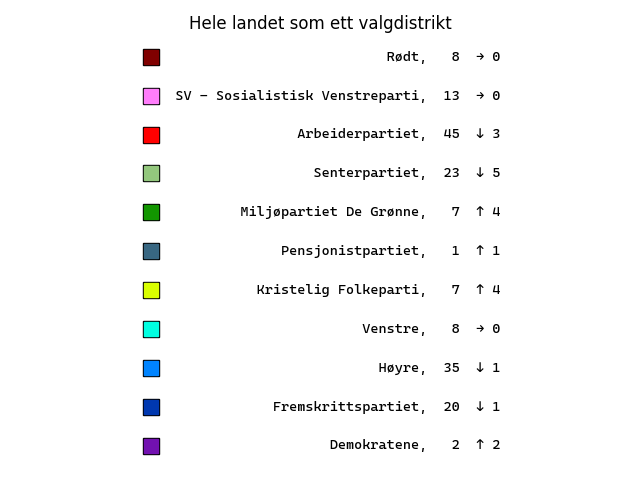 Hele landet som ett valgdistrikt
Rødt, 8 → 0
SV - Sosialistisk Venstreparti, 13 → 0
Arbeiderpartiet, 45 ↓ 3
Senterpartiet, 23 ↓ 5
Miljøpartiet De Grønne, 7 ↑ 4
Pensjonistpartiet, 1 ↑ 1
Kristelig Folkeparti, 7 ↑ 4
Venstre, 8 → 0
Høyre, 35 ↓ 1
Fremskrittspartiet, 20 ↓ 1
Demokratene, 2 ↑ 2